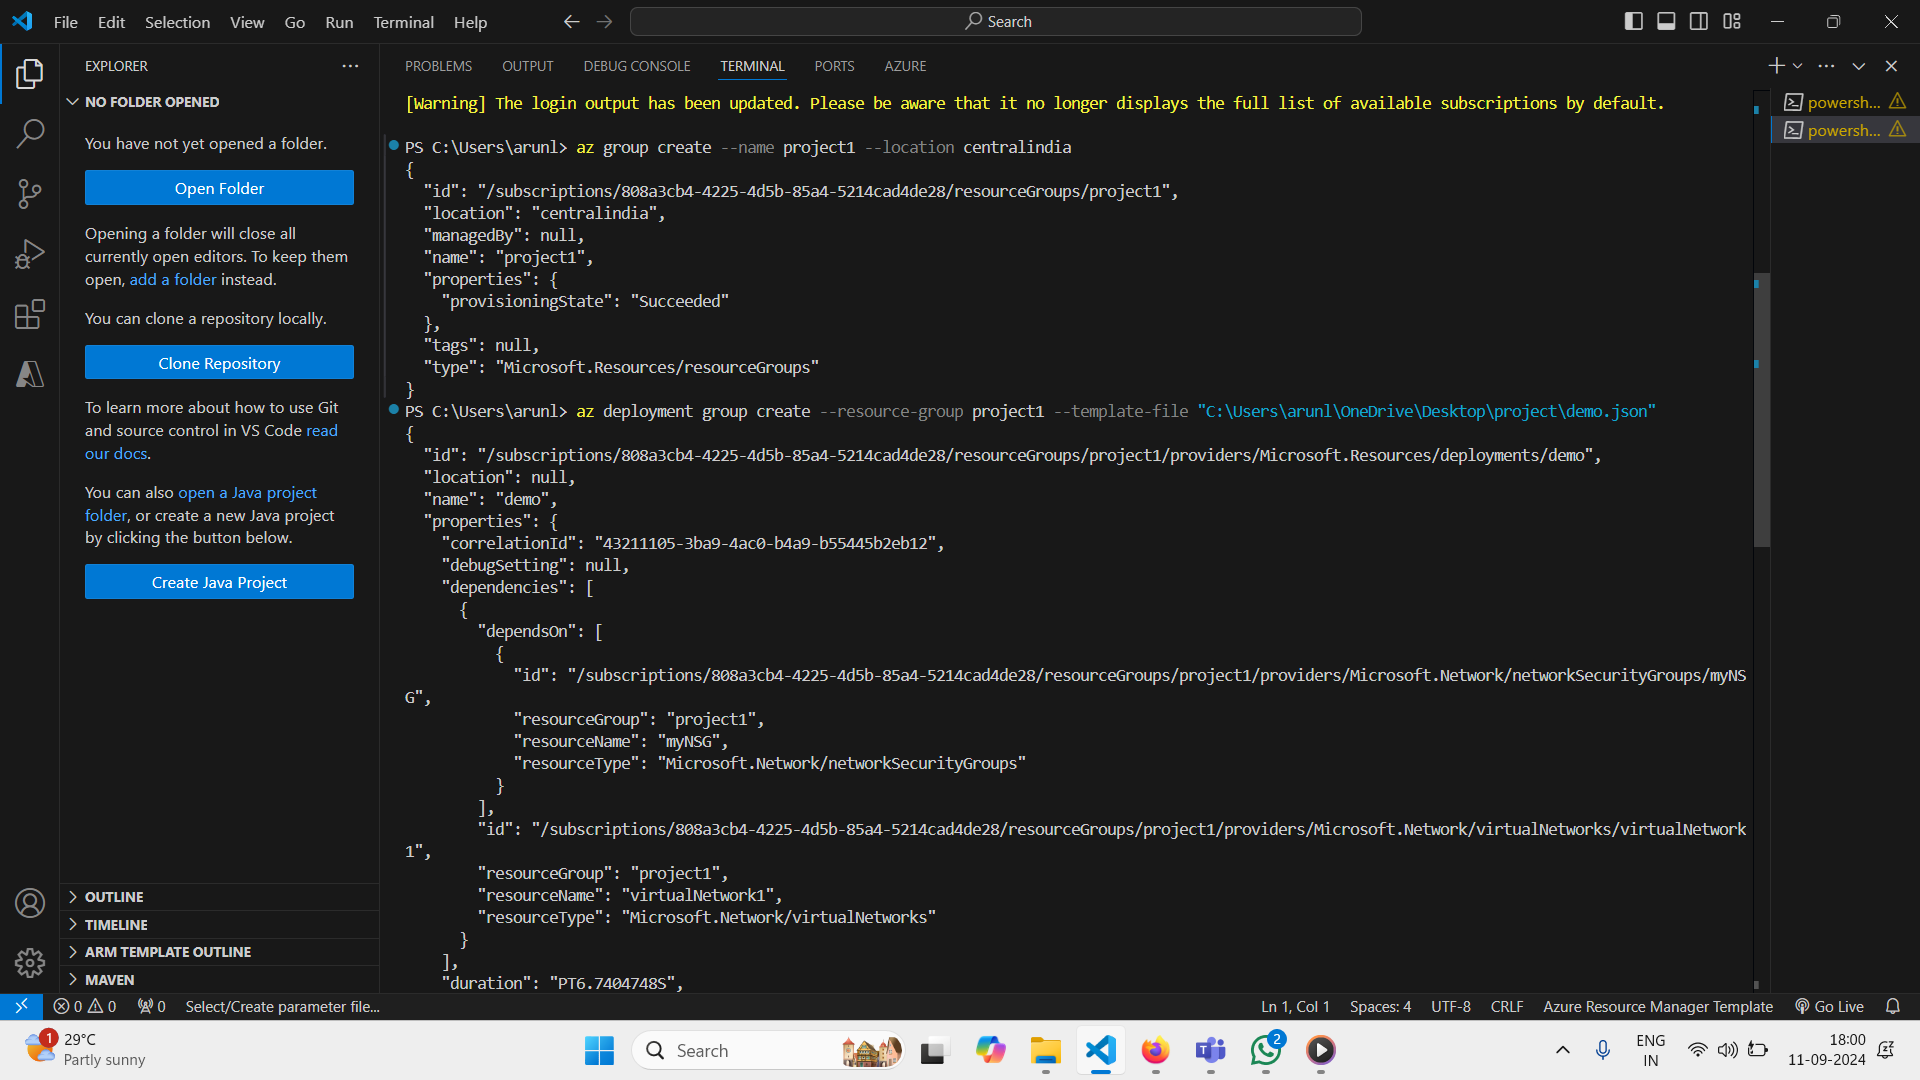 File Edit Selection View Go Run Terminal Help
Search
EXPLORER
NO FOLDER OPENED
You have not yet opened a folder.
Open Folder
Opening a folder will close all
currently open editors. To keep them
open, add a folder instead.
You can clone a repository locally.
Clone Repository
To learn more about how to use Git
and source control in VS Code read
our docs.
You can also open a Java project
folder, or create a new Java project
by clicking the button below.
Create Java Project
OUTLINE
TIMELINE
ARM TEMPLATE OUTLINE
MAVEN
PROBLEMS OUTPUT DEBUG CONSOLE TERMINAL PORTS AZURE
[Warning] The login output has been updated. Please be aware that it no longer displays the full list of available subscriptions by default.
PS C:\Users\arunl> az group create --name project1 --location centralindia
{
"id": "/subscriptions/808a3cb4-4225-4d5b-85a4-5214cad4de28/resourceGroups/project1",
"location": "centralindia",
"managedBy": null,
"name": "project1",
"properties": {
"provisioningState": "Succeeded"
},
"tags": null,
"type": "Microsoft.Resources/resourceGroups"
}
PS C:\Users\arunl> az deployment group create --resource-group project1 --template-file "C:\Users\arunl\OneDrive\Desktop\project\demo.json"
{
"id": "/subscriptions/808a3cb4-4225-4d5b-85a4-5214cad4de28/resourceGroups/project1/providers/Microsoft.Resources/deployments/demo",
"location": null,
"name": "demo",
"properties": {
"correlationId": "43211105-3ba9-4ac0-b4a9-b55445b2eb12",
"debugSetting": null,
"dependencies": [
{
"dependsOn": [
{
"id": "/subscriptions/808a3cb4-4225-4d5b-85a4-5214cad4de28/resourceGroups/project1/providers/Microsoft.Network/networkSecurityGroups/myNS
G",
"resourceGroup": "project1",
"resourceName": "myNSG",
"resourceType": "Microsoft.Network/networkSecurityGroups"
}
],
"id": "/subscriptions/808a3cb4-4225-4d5b-85a4-5214cad4de28/resourceGroups/project1/providers/Microsoft.Network/virtualNetworks/virtualNetwork
1",
"resourceGroup": "project1",
"resourceName": "virtualNetwork1",
"resourceType": "Microsoft.Network/virtualNetworks"
}
],
"duration": "PT6.7404748S",
powersh...
powersh...
0 0 0 Select/Create parameter file... Ln 1, Col 1 Spaces: 4 UTF-8 CRLF Azure Resource Manager Template Go Live
1
29°C
Partly sunny
Search
2
ENG
IN
18:00
11-09-2024